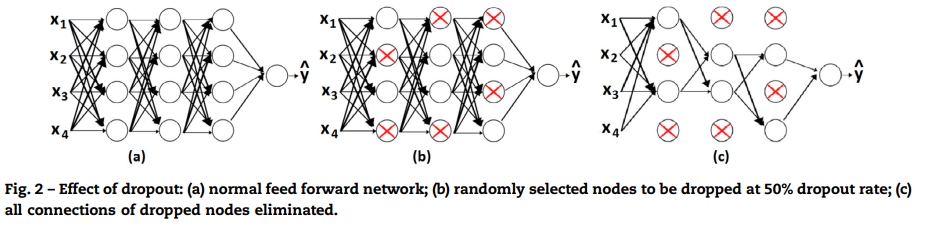 x1 x1 x1
x2 x2 x2
ŷ ŷ ŷ
x3 x3 x3
x4 x4 x4
(a) (b) (c)
Fig. 2 – Effect of dropout: (a) normal feed forward network; (b) randomly selected nodes to be dropped at 50% dropout rate; (c)
all connections of dropped nodes eliminated.